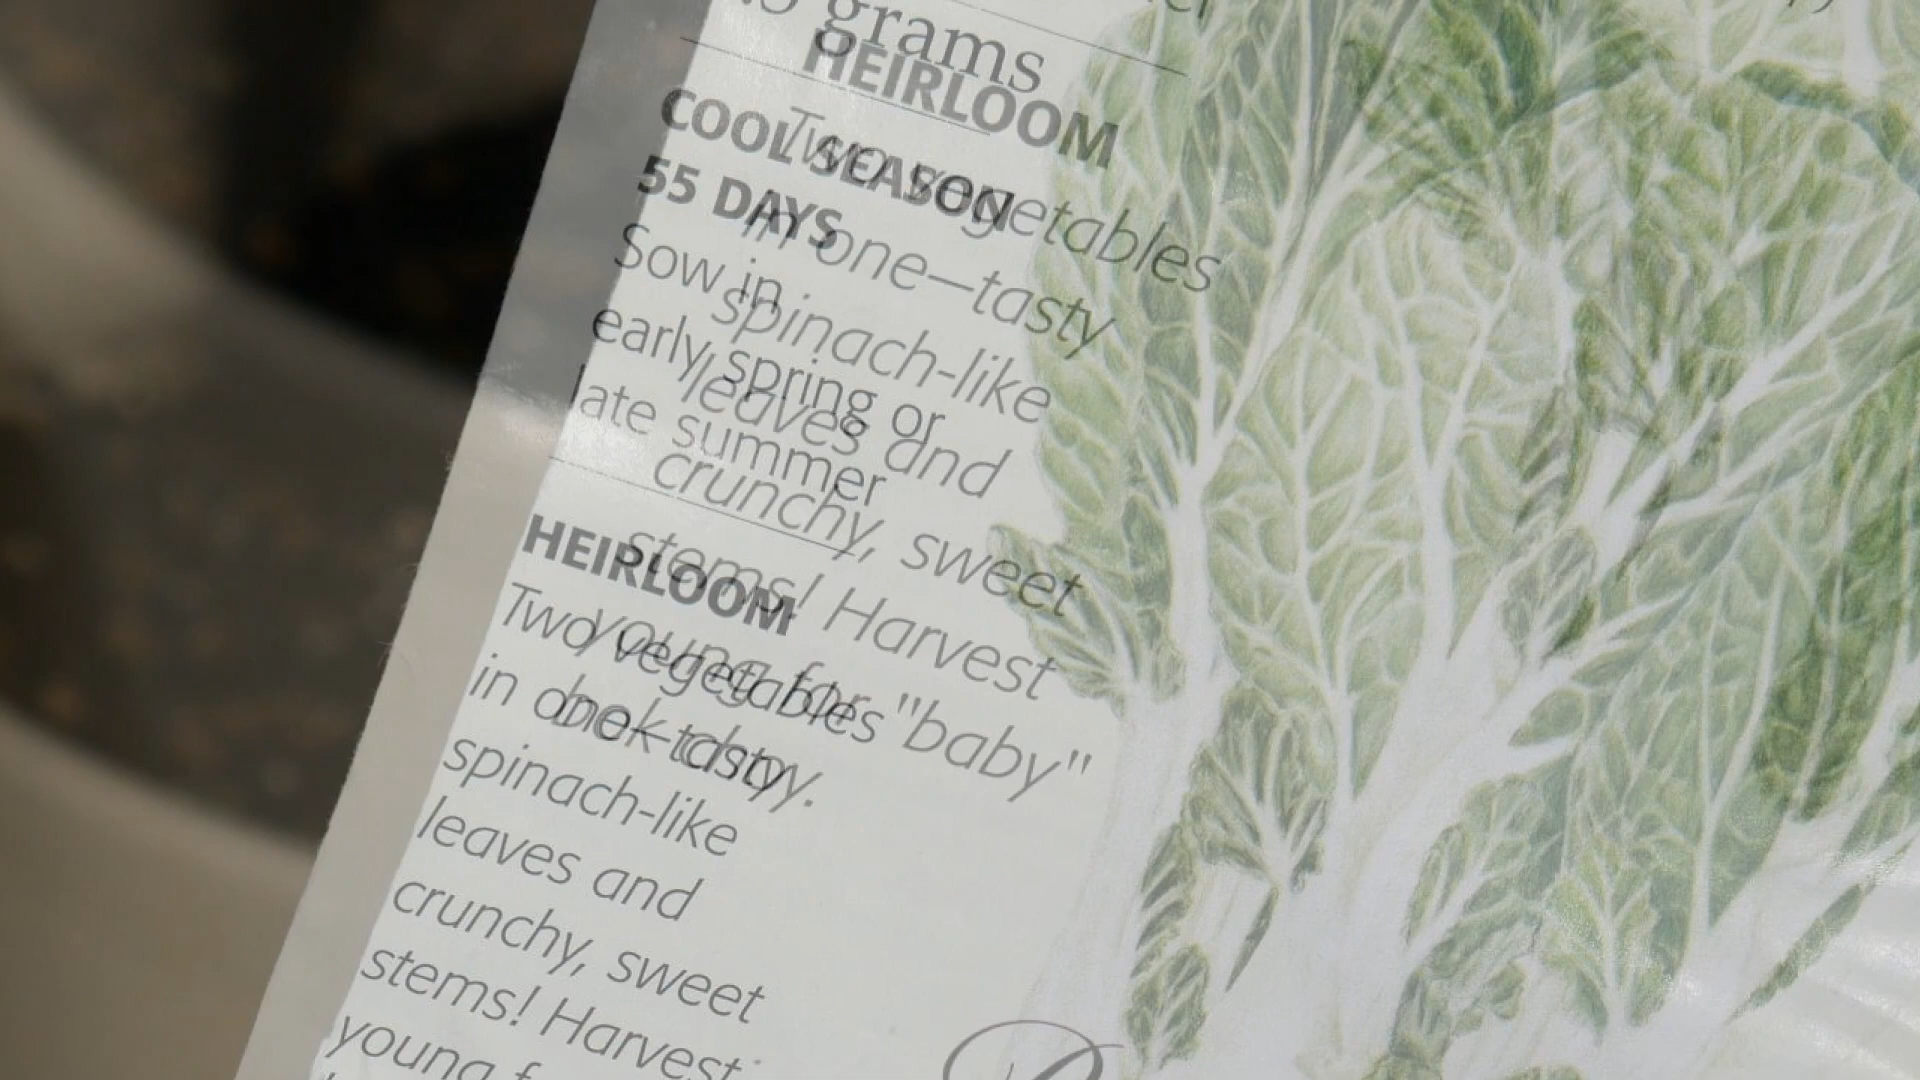 .5 grams
COOL SEASON
55 DAYS
Sow in
early spring or
late summer
HEIRLOOM
Two vegetables
in one—tasty
spinach-like
leaves and
crunchy, sweet
stems! Harvest
young
HEIRLOOM
Two vegetables
in one—tasty
spinach-like
leaves and
crunchy, sweet
stems! Harvest
young for "baby"
bok choy.